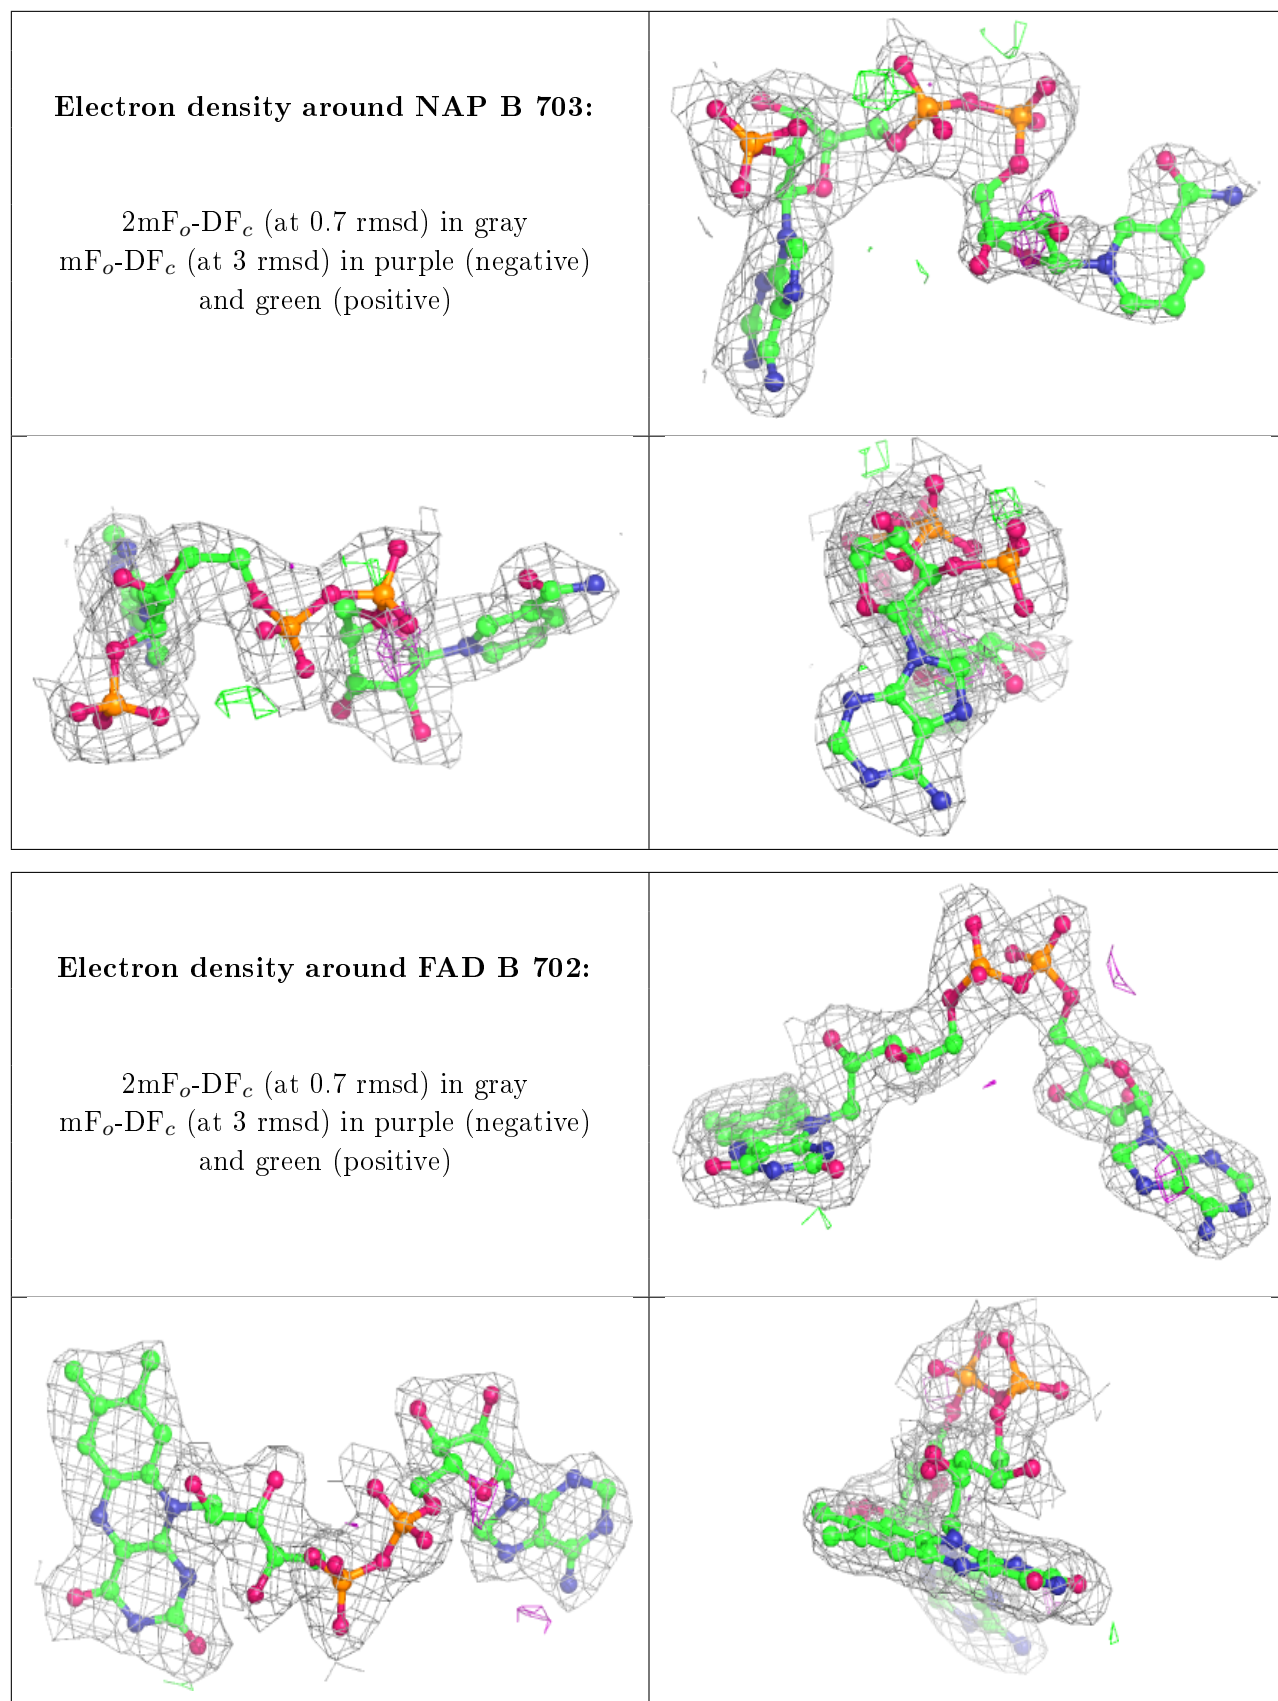 Electron density around NAP B 703:
2mFo-DFc (at 0.7 rmsd) in gray
mFo-DFc (at 3 rmsd) in purple (negative)
and green (positive)
Electron density around FAD B 702:
2mFo-DFc (at 0.7 rmsd) in gray
mFo-DFc (at 3 rmsd) in purple (negative)
and green (positive)